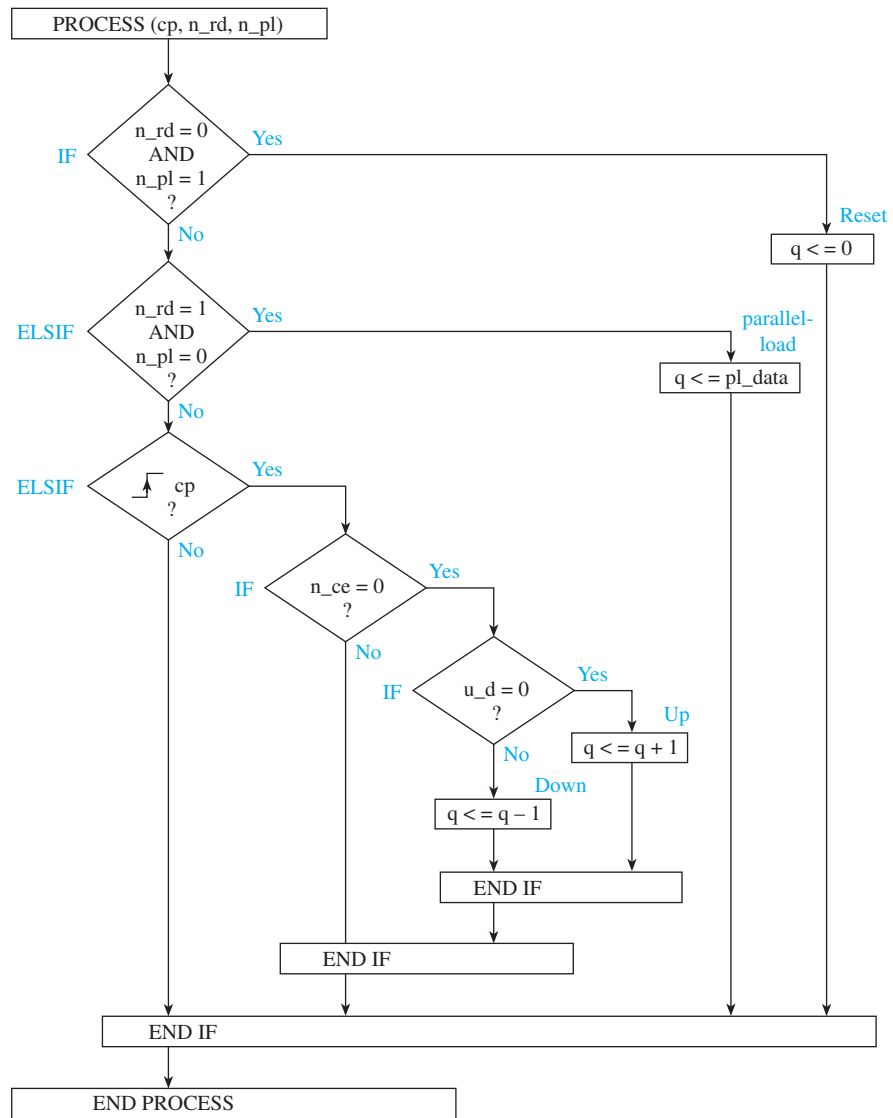 PROCESS (cp, n_rd, n_pl)
n_rd = 0
AND
n_pl = 1
?
IF
Yes
No
Reset
q < = 0
n_rd = 1
AND
n_pl = 0
?
ELSIF
Yes
No
parallel-
load
q < = pl_data
cp
?
ELSIF
Yes
No
n_ce = 0
?
IF
Yes
No
u_d = 0
?
IF
Yes
No
Up
q < = q + 1
Down
q < = q – 1
END IF
END IF
END IF
END PROCESS